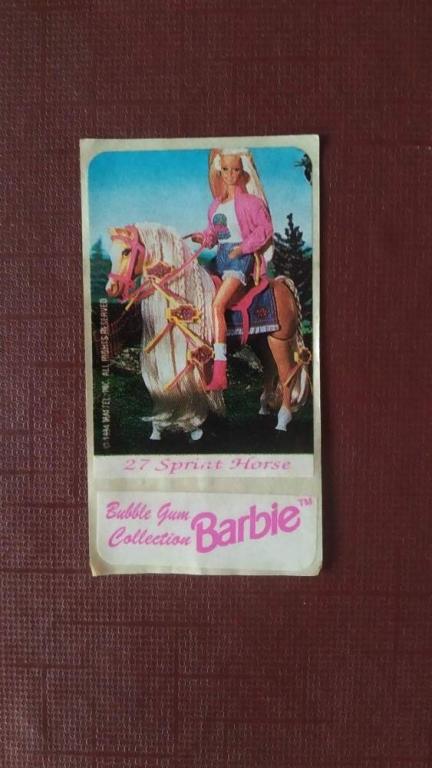 © 1994 MATTEL, INC. ALL RIGHTS RESERVED
27 Sprint Horse
Bubble Gum
Collection
Barbie™